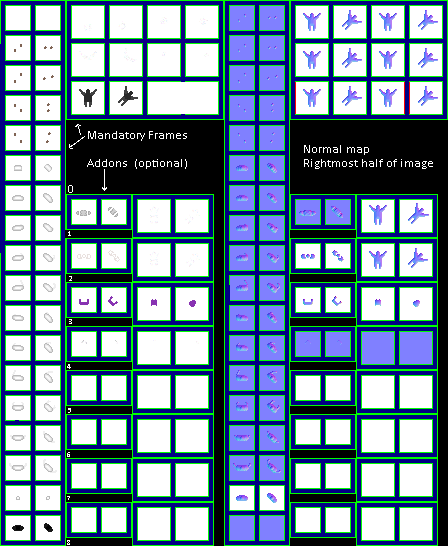 Mandatory Frames
Normal map
Rightmost half of image
Addons (optional)
0
1
2
3
4
5
6
7
8